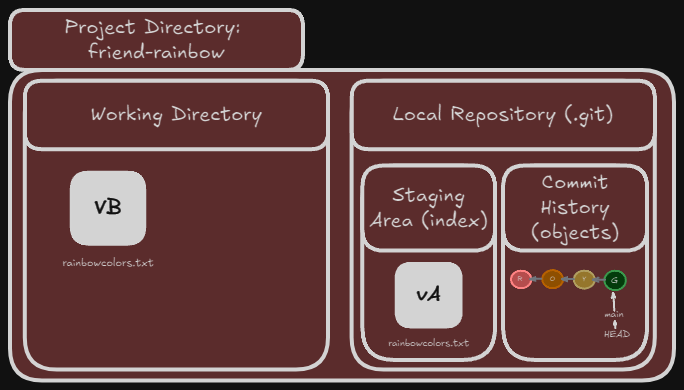 Project Directory:
friend-rainbow
Working Directory
Local Repository (.git)
vB
rainbowcolors.txt
Staging
Area (index)
vA
rainbowcolors.txt
Commit
History
(objects)
R O Y G
main
HEAD